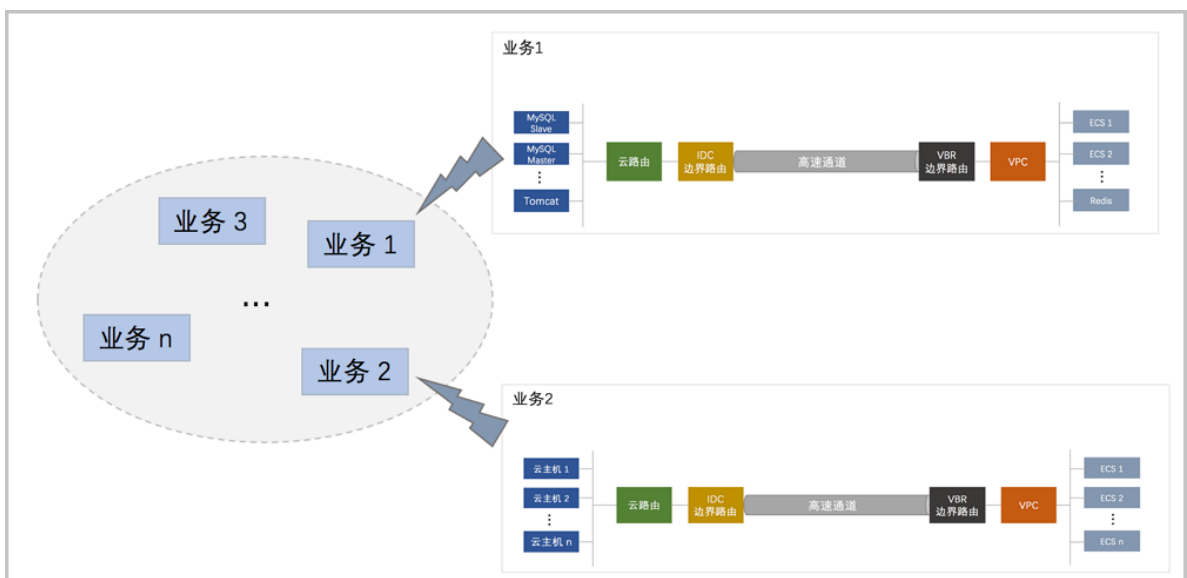 业务1
MySQL
Slave
MySQL
Master
⋮
Tomcat
云路由
IDC
边界路由
高速通道
VBR
边界路由
VPC
ECS 1
ECS 2
⋮
Redis
业务 3
业务 1
...
业务 n
业务 2
业务2
云主机 1
云主机 2
⋮
云主机 n
云路由
IDC
边界路由
高速通道
VBR
边界路由
VPC
ECS 1
ECS 2
⋮
ECS n